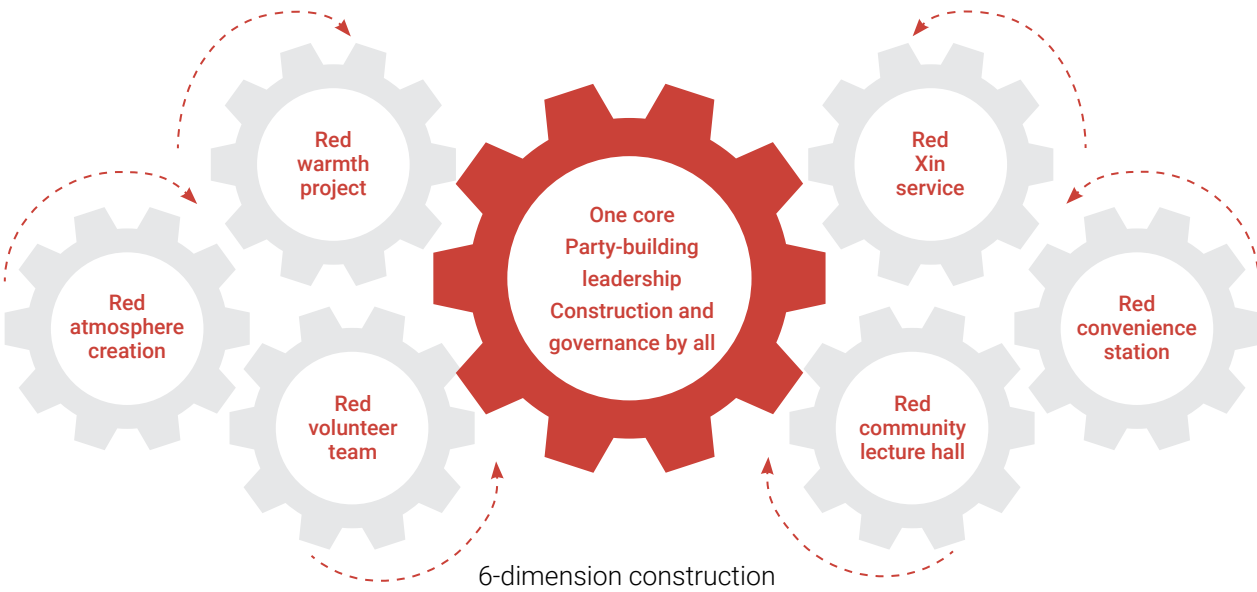 Red
warmth
project
Red
atmosphere
creation
Red
volunteer
team
One core
Party-building
leadership
Construction and
governance by all
Red
Xin
service
Red
convenience
station
Red
community
lecture hall
6-dimension construction